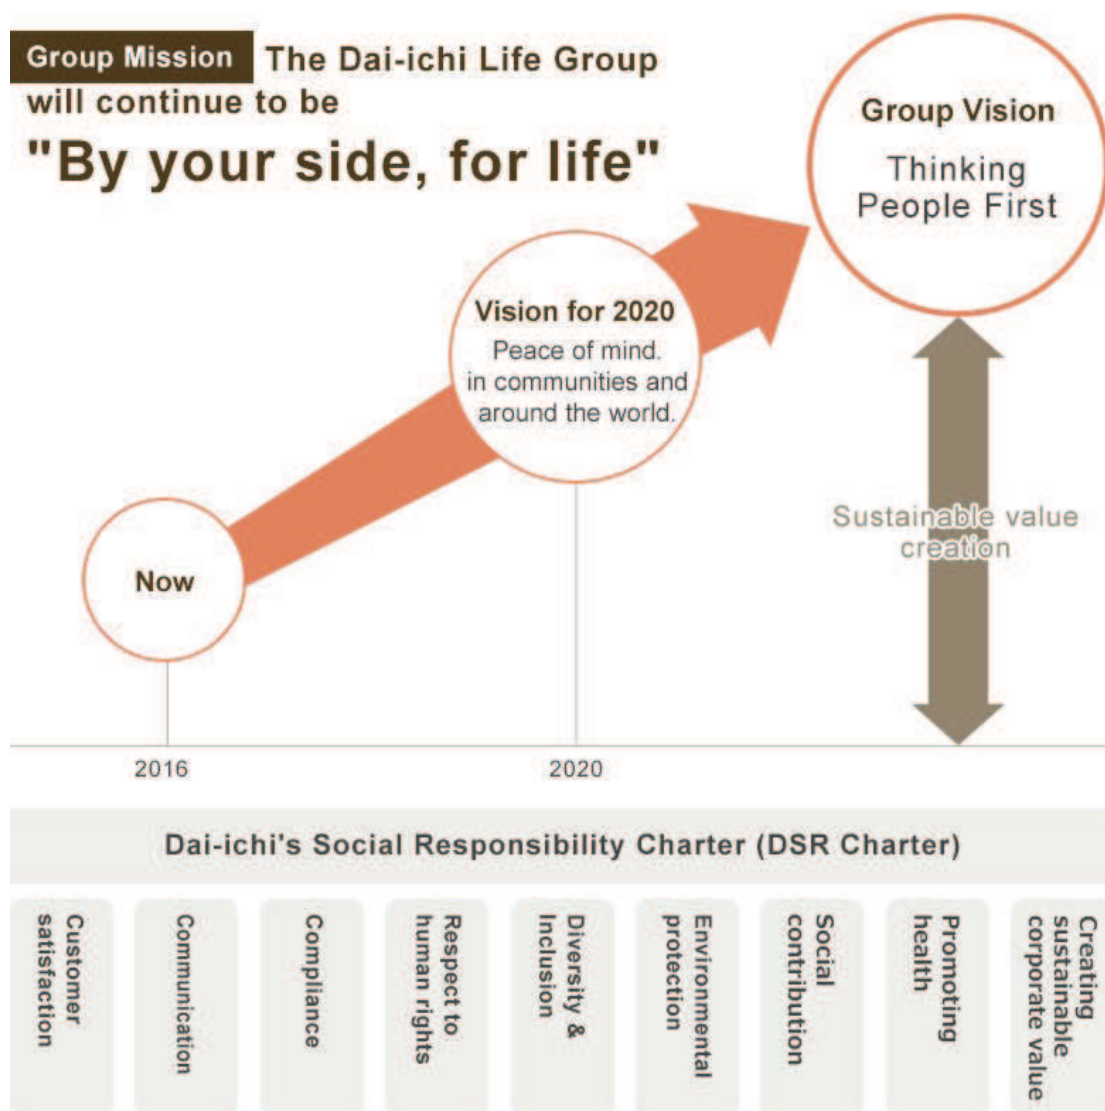 Group Mission The Dai-ichi Life Group
will continue to be
"By your side, for life"
Group Vision
Thinking
People First
Vision for 2020
Peace of mind.
in communities and
around the world.
Now
Sustainable value
creation
2016
2020
Dai-ichi's Social Responsibility Charter (DSR Charter)
Customer
satisfaction
Communication
Compliance
Respect to
human rights
Diversity &
Inclusion
Environmental
protection
Social
contribution
Promoting
health
Creating
sustainable
corporate value